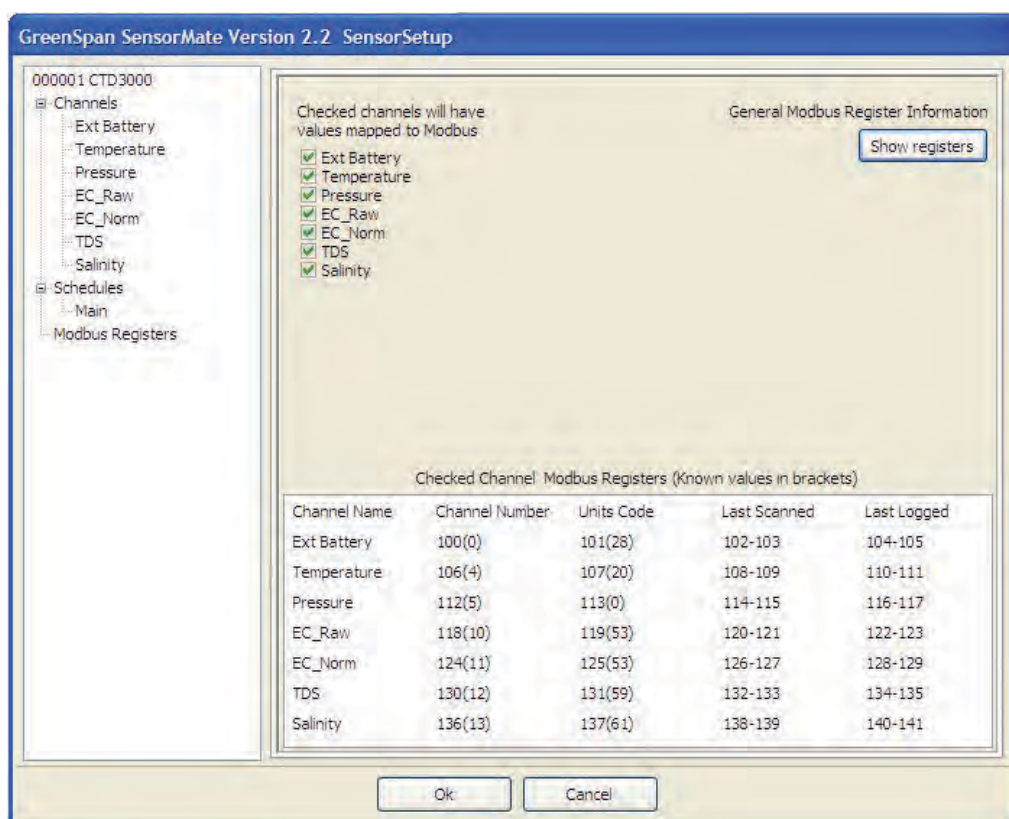 GreenSpan SensorMate Version 2.2 SensorSetup
000001 CTD3000
Channels
Ext Battery
Temperature
Pressure
EC_Raw
EC_Norm
TDS
Salinity
Schedules
Main
Modbus Registers
Checked channels will have
values mapped to Modbus
Ext Battery
Temperature
Pressure
EC_Raw
EC_Norm
TDS
Salinity
General Modbus Register Information
Show registers
Checked Channel Modbus Registers (Known values in brackets)
Channel Name Channel Number Units Code Last Scanned Last Logged
Ext Battery 100(0) 101(28) 102-103 104-105
Temperature 106(4) 107(20) 108-109 110-111
Pressure 112(5) 113(0) 114-115 116-117
EC_Raw 118(10) 119(53) 120-121 122-123
EC_Norm 124(11) 125(53) 126-127 128-129
TDS 130(12) 131(59) 132-133 134-135
Salinity 136(13) 137(61) 138-139 140-141
Ok Cancel